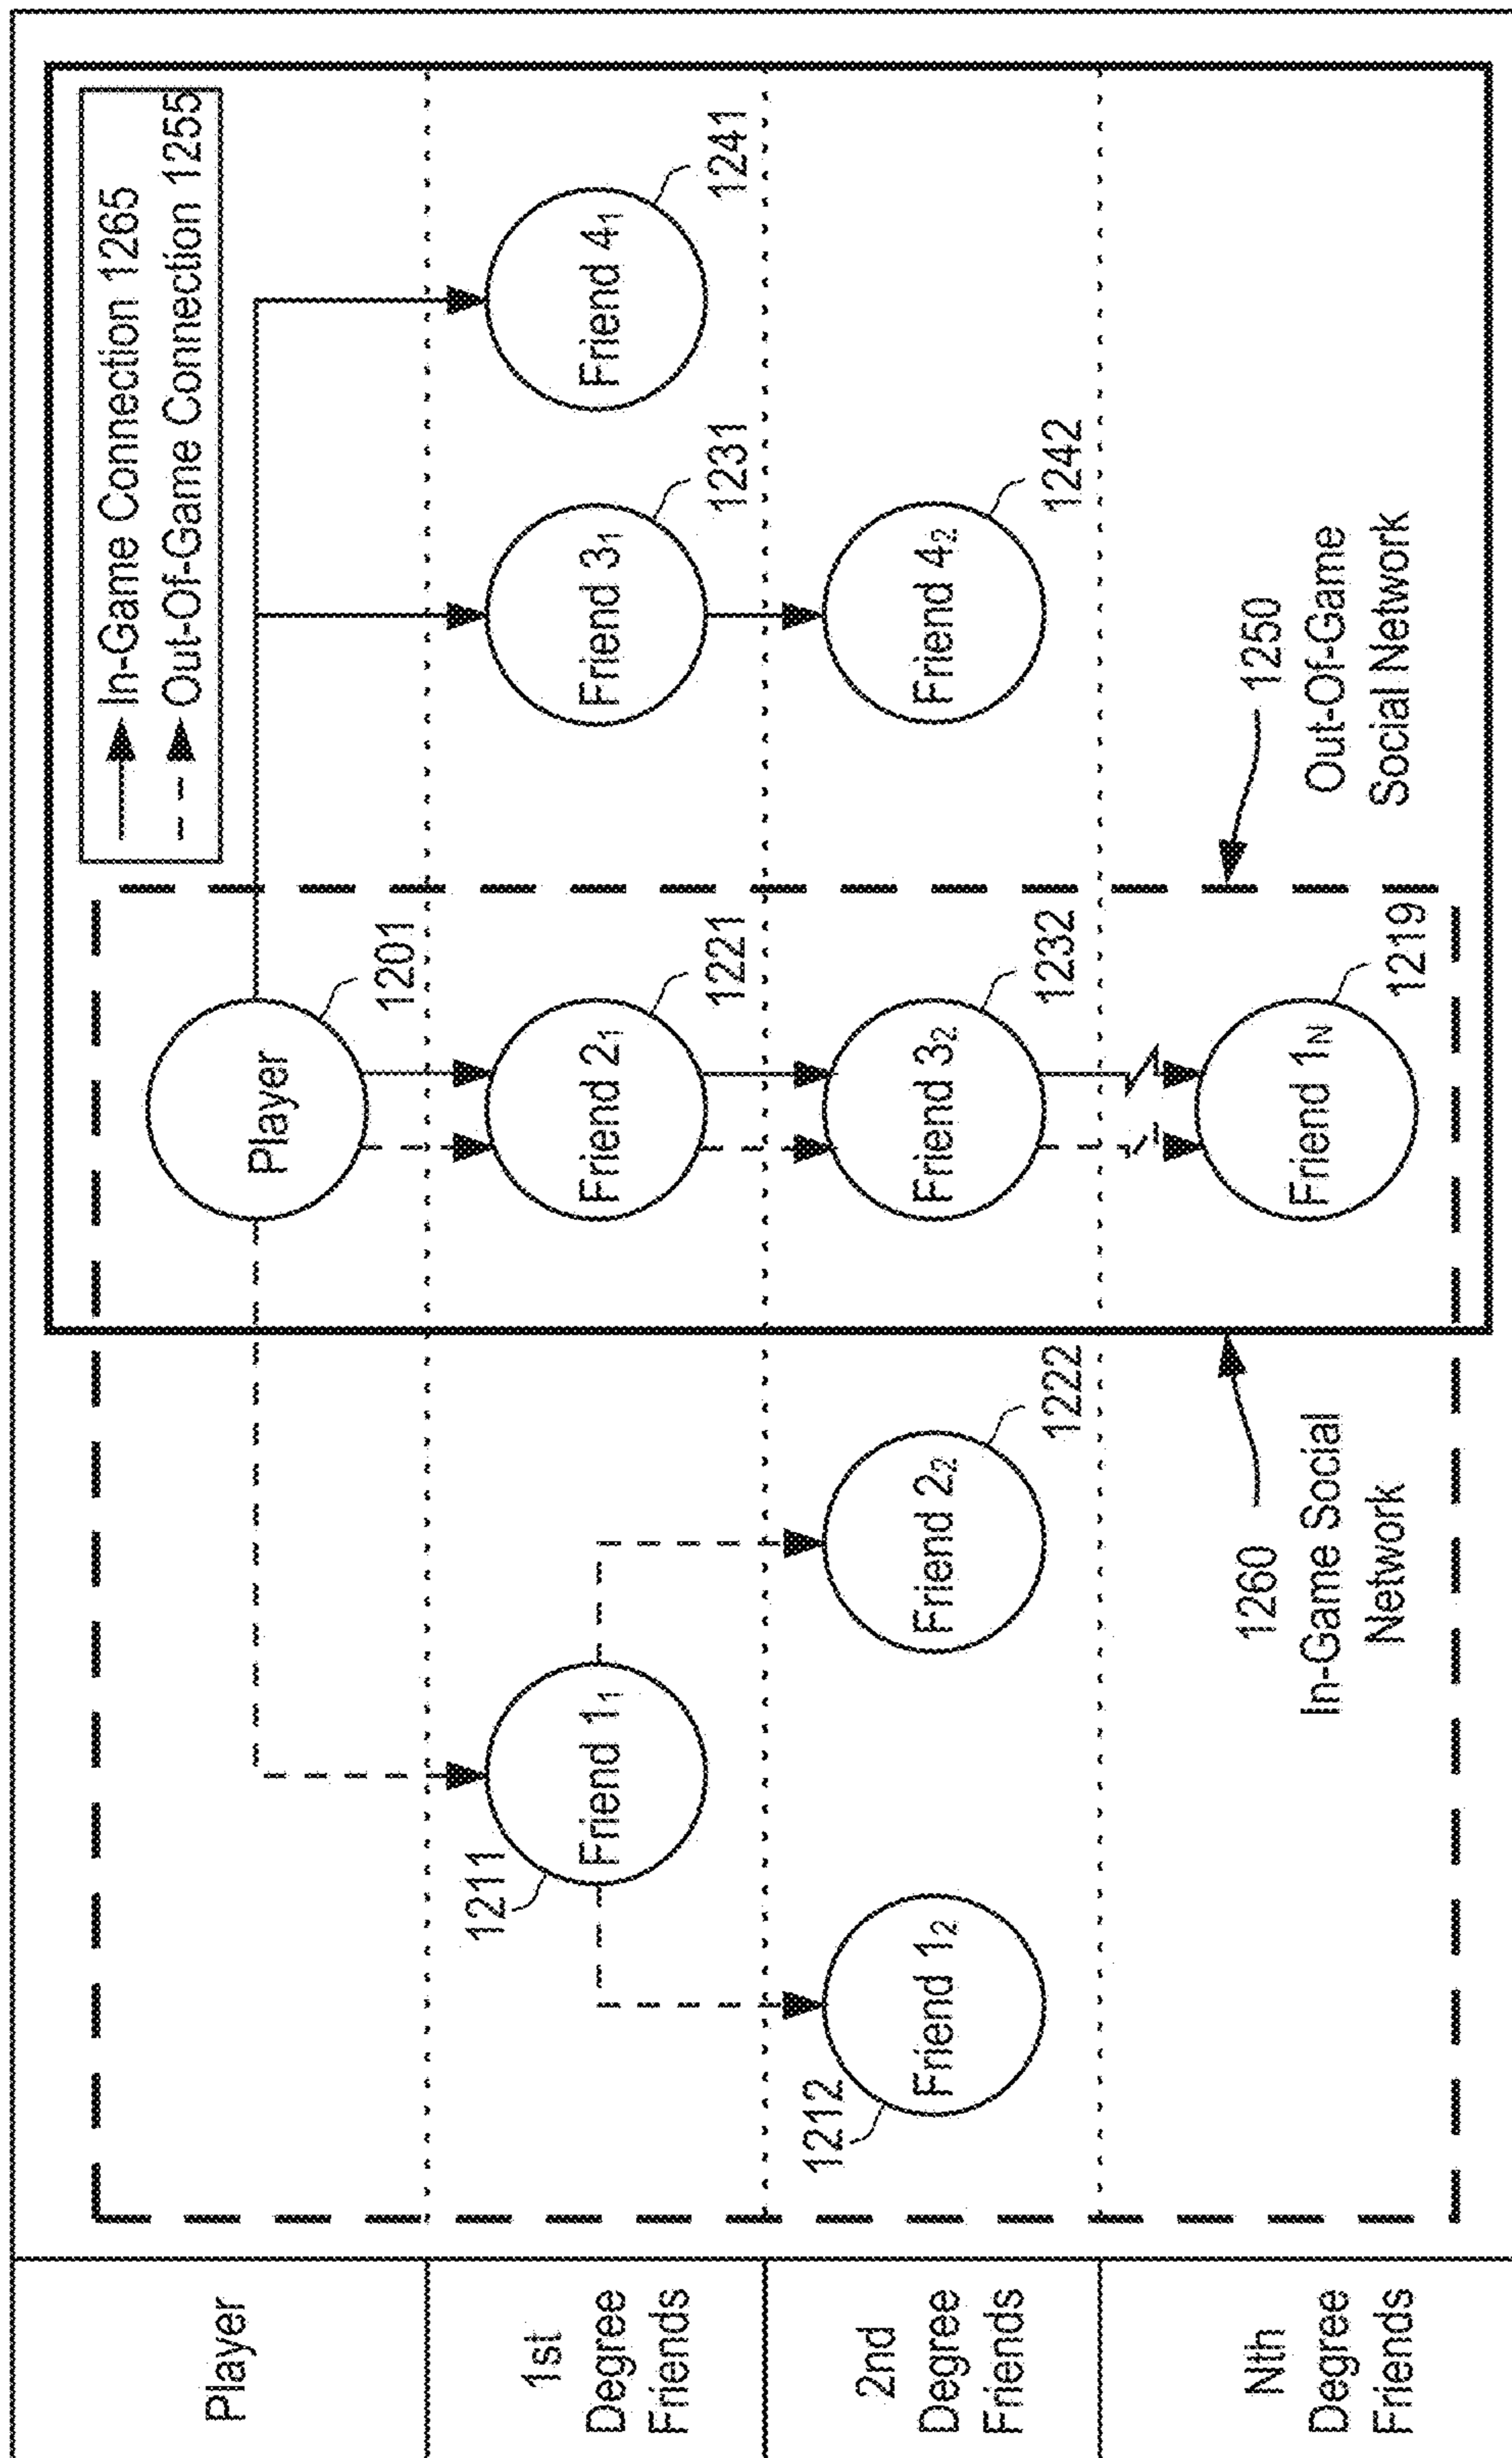 In-Game Connection 1265
Out-Of-Game Connection 1255
Player
Player
1201
1st
Degree
Friends
1211
Friend 1₁
Friend 2₁
1221
Friend 3₁
1231
Friend 4₁
1241
2nd
Degree
Friends
1212
Friend 1₂
Friend 2₂
1222
Friend 3₂
1232
Friend 4₂
1242
Nth
Degree
Friends
1260
In-Game Social
Network
Friend 1N
1219
1250
Out-Of-Game
Social Network